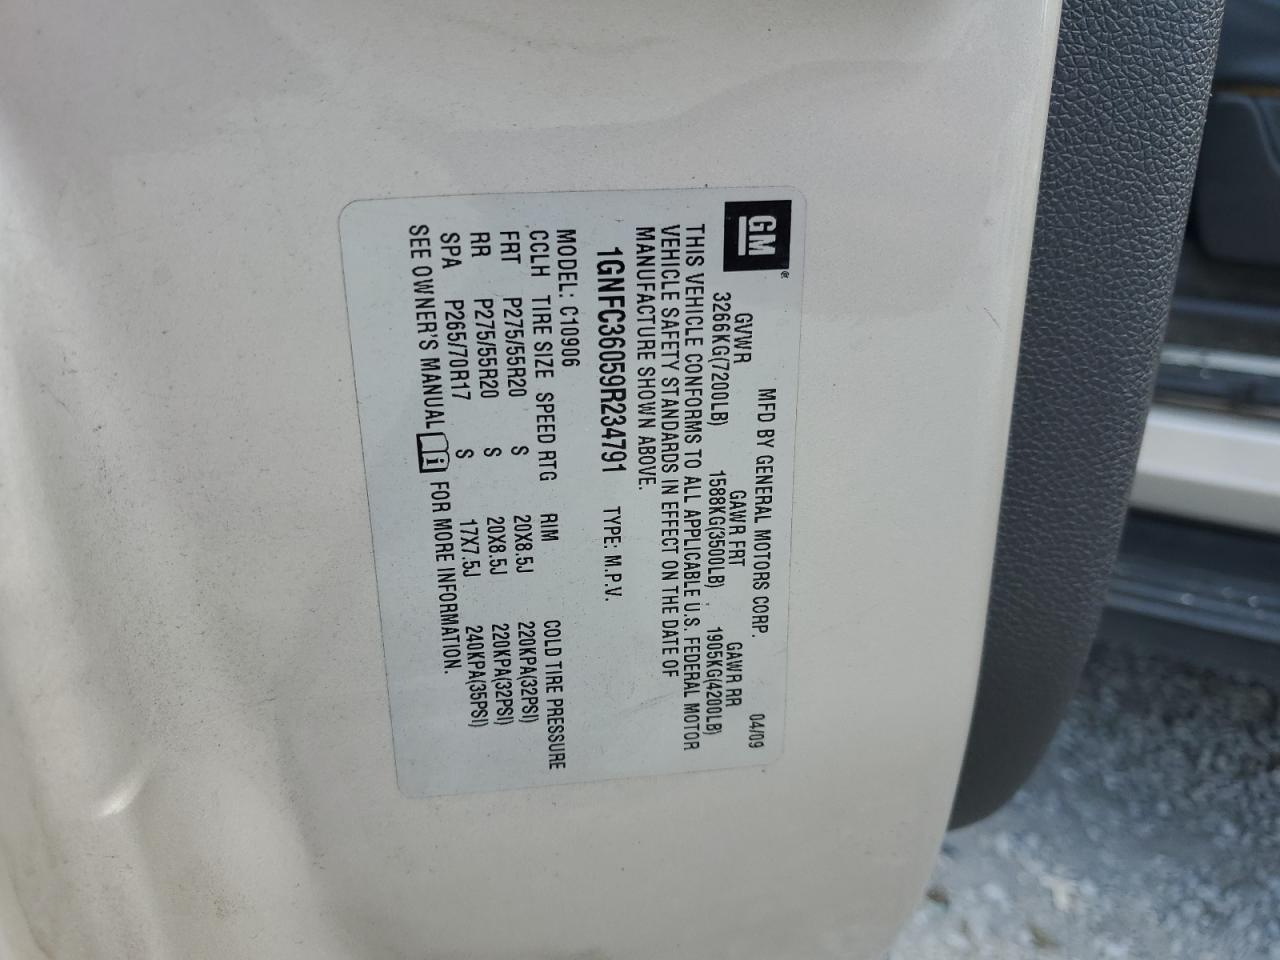 GM
MFD BY GENERAL MOTORS CORP. 04/09
GVWR GAWR FRT GAWR RR
3266KG(7200LB) 1588KG(3500LB) 1905KG(4200LB)
THIS VEHICLE CONFORMS TO ALL APPLICABLE U.S. FEDERAL MOTOR
VEHICLE SAFETY STANDARDS IN EFFECT ON THE DATE OF
MANUFACTURE SHOWN ABOVE.
1GNFC36059R234791 TYPE: M.P.V.
MODEL: C10906
CCLH TIRE SIZE SPEED RTG RIM COLD TIRE PRESSURE
FRT P275/55R20 S 20X8.5J 220KPA(32PSI)
RR P275/55R20 S 20X8.5J 220KPA(32PSI)
SPA P265/70R17 S 17X7.5J 240KPA(35PSI)
SEE OWNER'S MANUAL i FOR MORE INFORMATION.